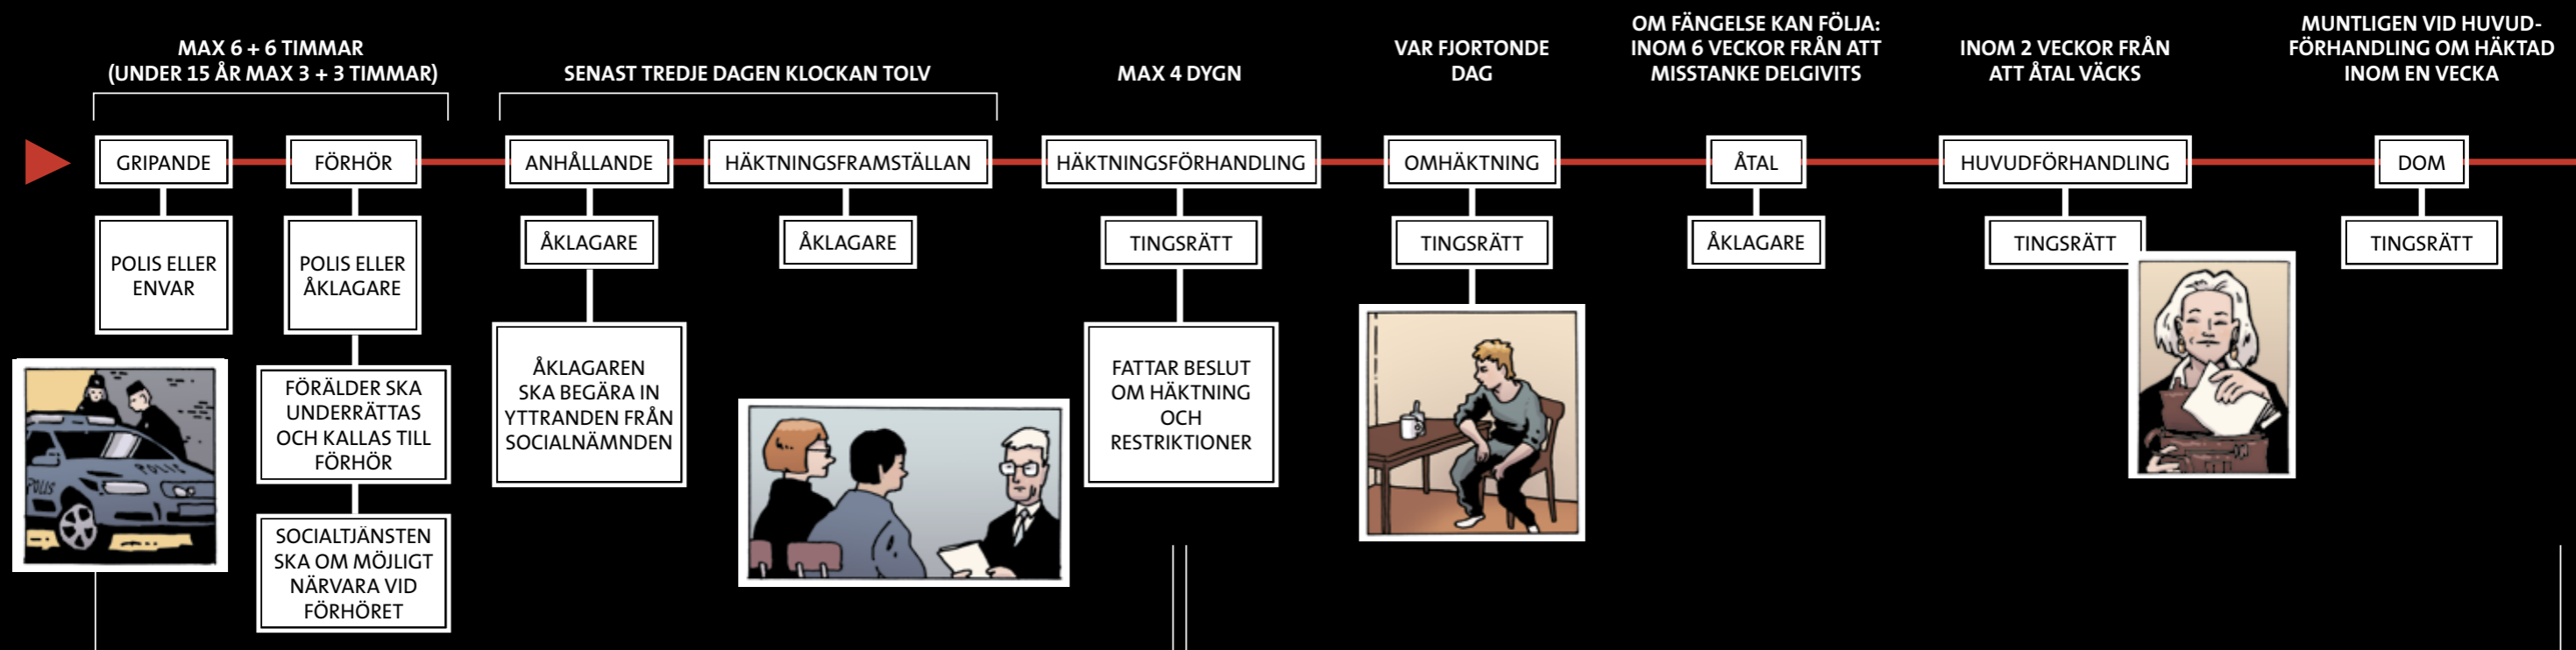 MAX 6 + 6 TIMMAR
(UNDER 15 ÅR MAX 3 + 3 TIMMAR)
SENAST TREDJE DAGEN KLOCKAN TOLV
MAX 4 DYGN
VAR FJORTONDE
DAG
OM FÄNGELSE KAN FÖLJA:
INOM 6 VECKOR FRÅN ATT
MISSTANKE DELGIVITS
INOM 2 VECKOR FRÅN
ATT ÅTAL VÄCKS
MUNTLIGEN VID HUVUD-
FÖRHANDLING OM HÄKTAD
INOM EN VECKA
GRIPANDE
FÖRHÖR
ANHÅLLANDE
HÄKTNINGSFRAMSTÄLLAN
HÄKTNINGSFÖRHANDLING
OMHÄKTNING
ÅTAL
HUVUDFÖRHANDLING
DOM
POLIS ELLER
ENVAR
POLIS ELLER
ÅKLAGARE
ÅKLAGARE
ÅKLAGARE
TINGSRÄTT
TINGSRÄTT
ÅKLAGARE
TINGSRÄTT
TINGSRÄTT
FÖRÄLDER SKA
UNDERRÄTTAS
OCH KALLAS TILL
FÖRHÖR
ÅKLAGAREN
SKA BEGÄRA IN
YTTRANDEN FRÅN
SOCIALNÄMNDEN
FATTAR BESLUT
OM HÄKTNING
OCH
RESTRIKTIONER
SOCIALTJÄNSTEN
SKA OM MÖJLIGT
NÄRVARA VID
FÖRHÖRET
POLIS
POLIS